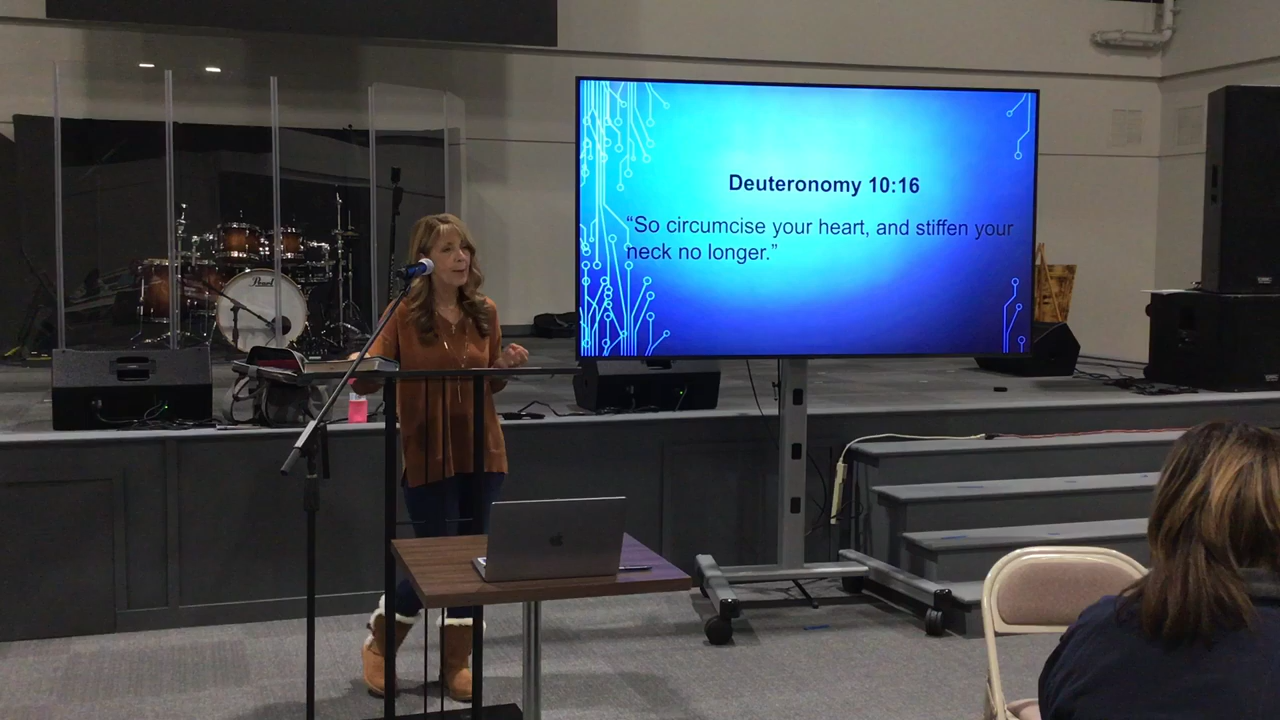 Deuteronomy 10:16
“So circumcise your heart, and stiffen your
neck no longer.”
Pearl